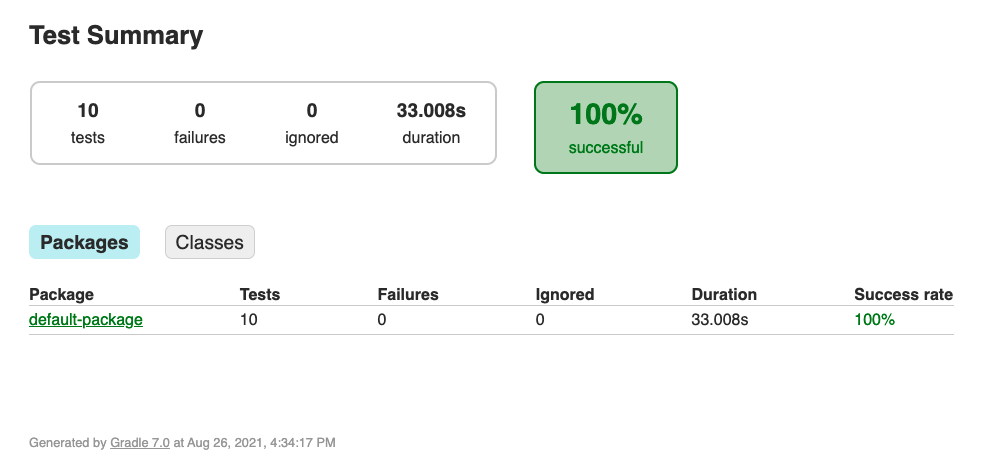 Test Summary
10 0 0 33.008s
tests failures ignored duration
100%
successful
Packages Classes
Package Tests Failures Ignored Duration Success rate
default-package 10 0 0 33.008s 100%
Generated by Gradle 7.0 at Aug 26, 2021, 4:34:17 PM